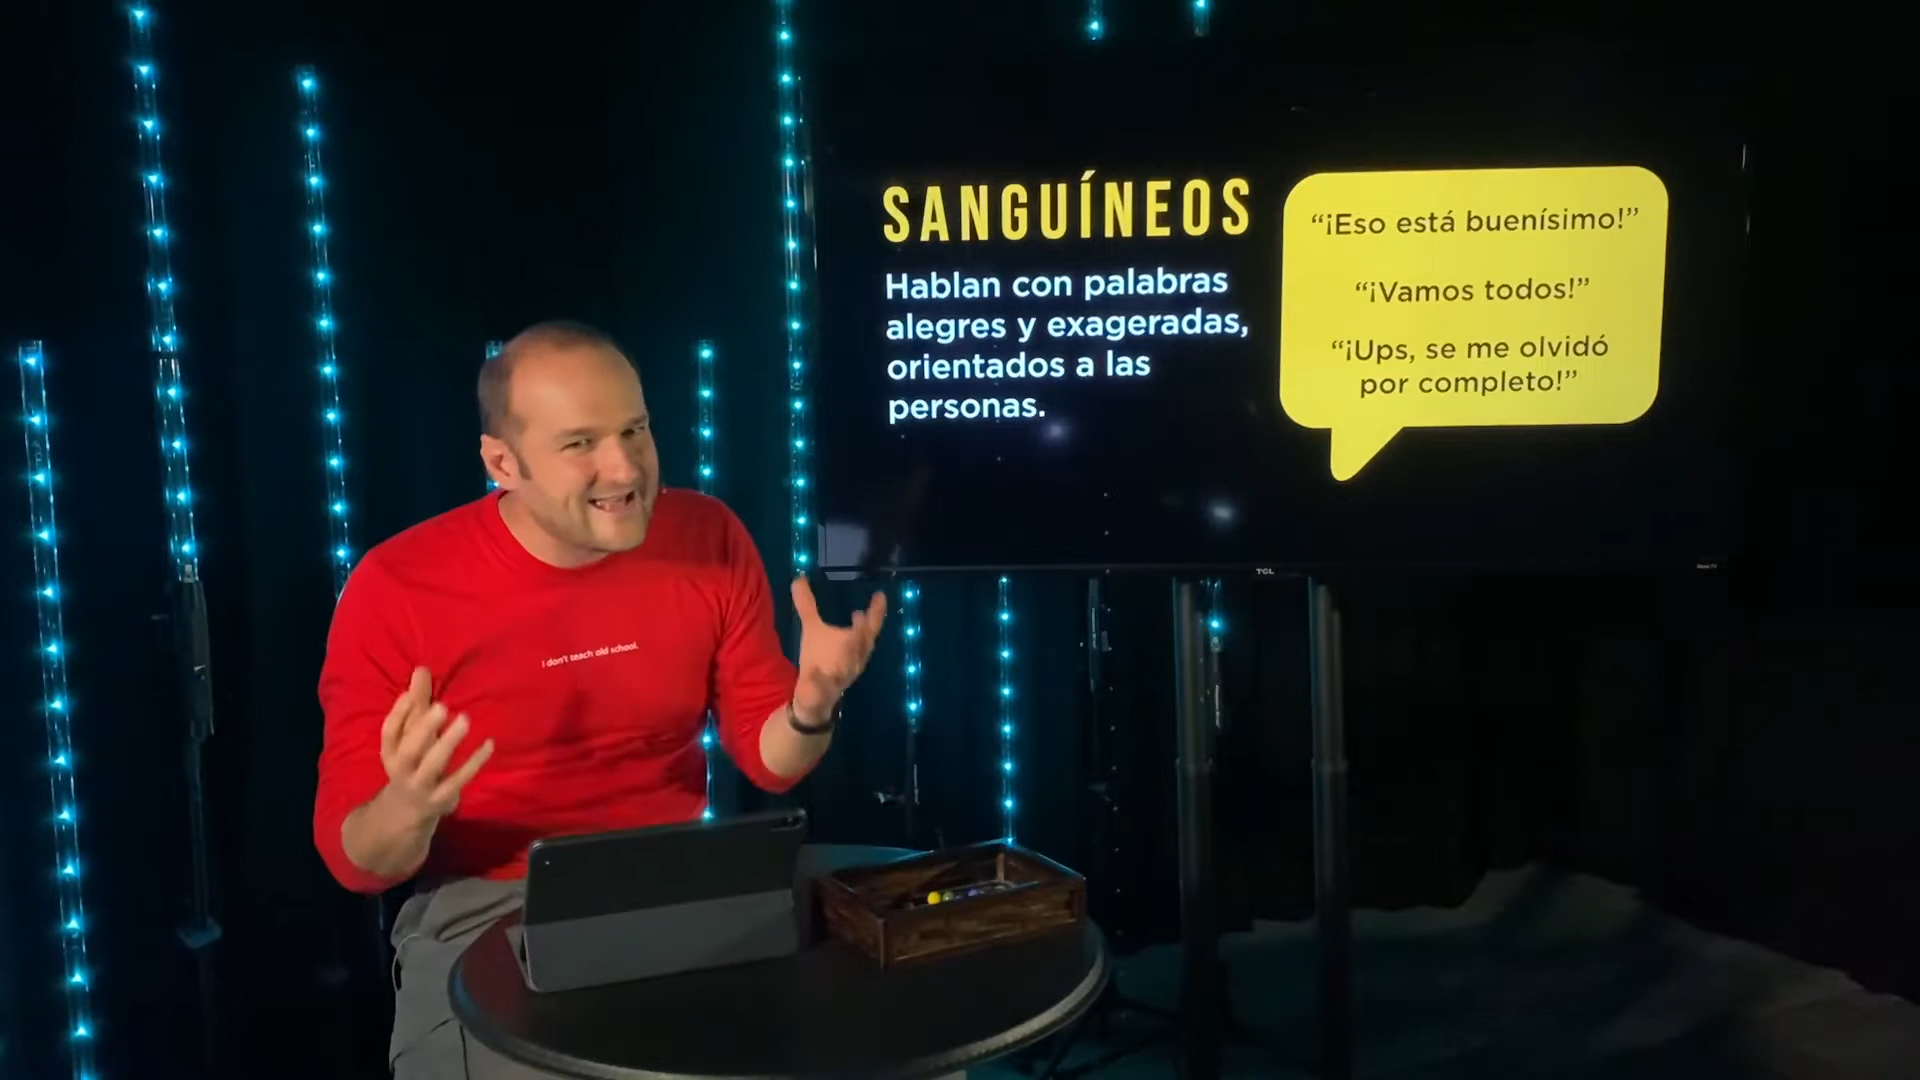 SANGUÍNEOS
Hablan con palabras
alegres y exageradas,
orientados a las
personas.
“¡Eso está buenísimo!”
“¡Vamos todos!”
“¡Ups, se me olvidó
por completo!”
I don't teach old school.
TCL